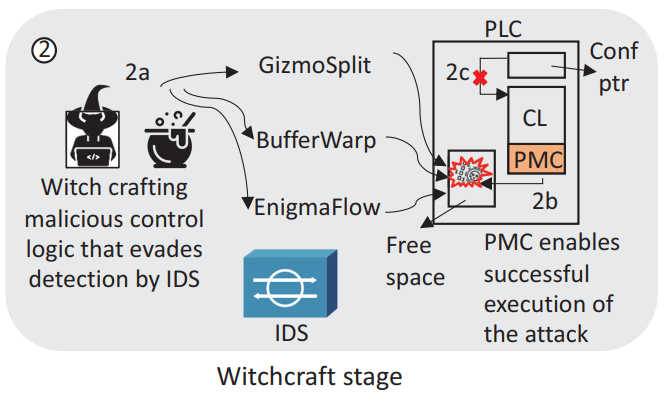 2
2a
Witch crafting
malicious control
logic that evades
detection by IDS
GizmoSplit
BufferWarp
EnigmaFlow
IDS
PLC
2c
Conf
ptr
CL
PMC
2b
Free
space
PMC enables
successful
execution of
the attack
Witchcraft stage